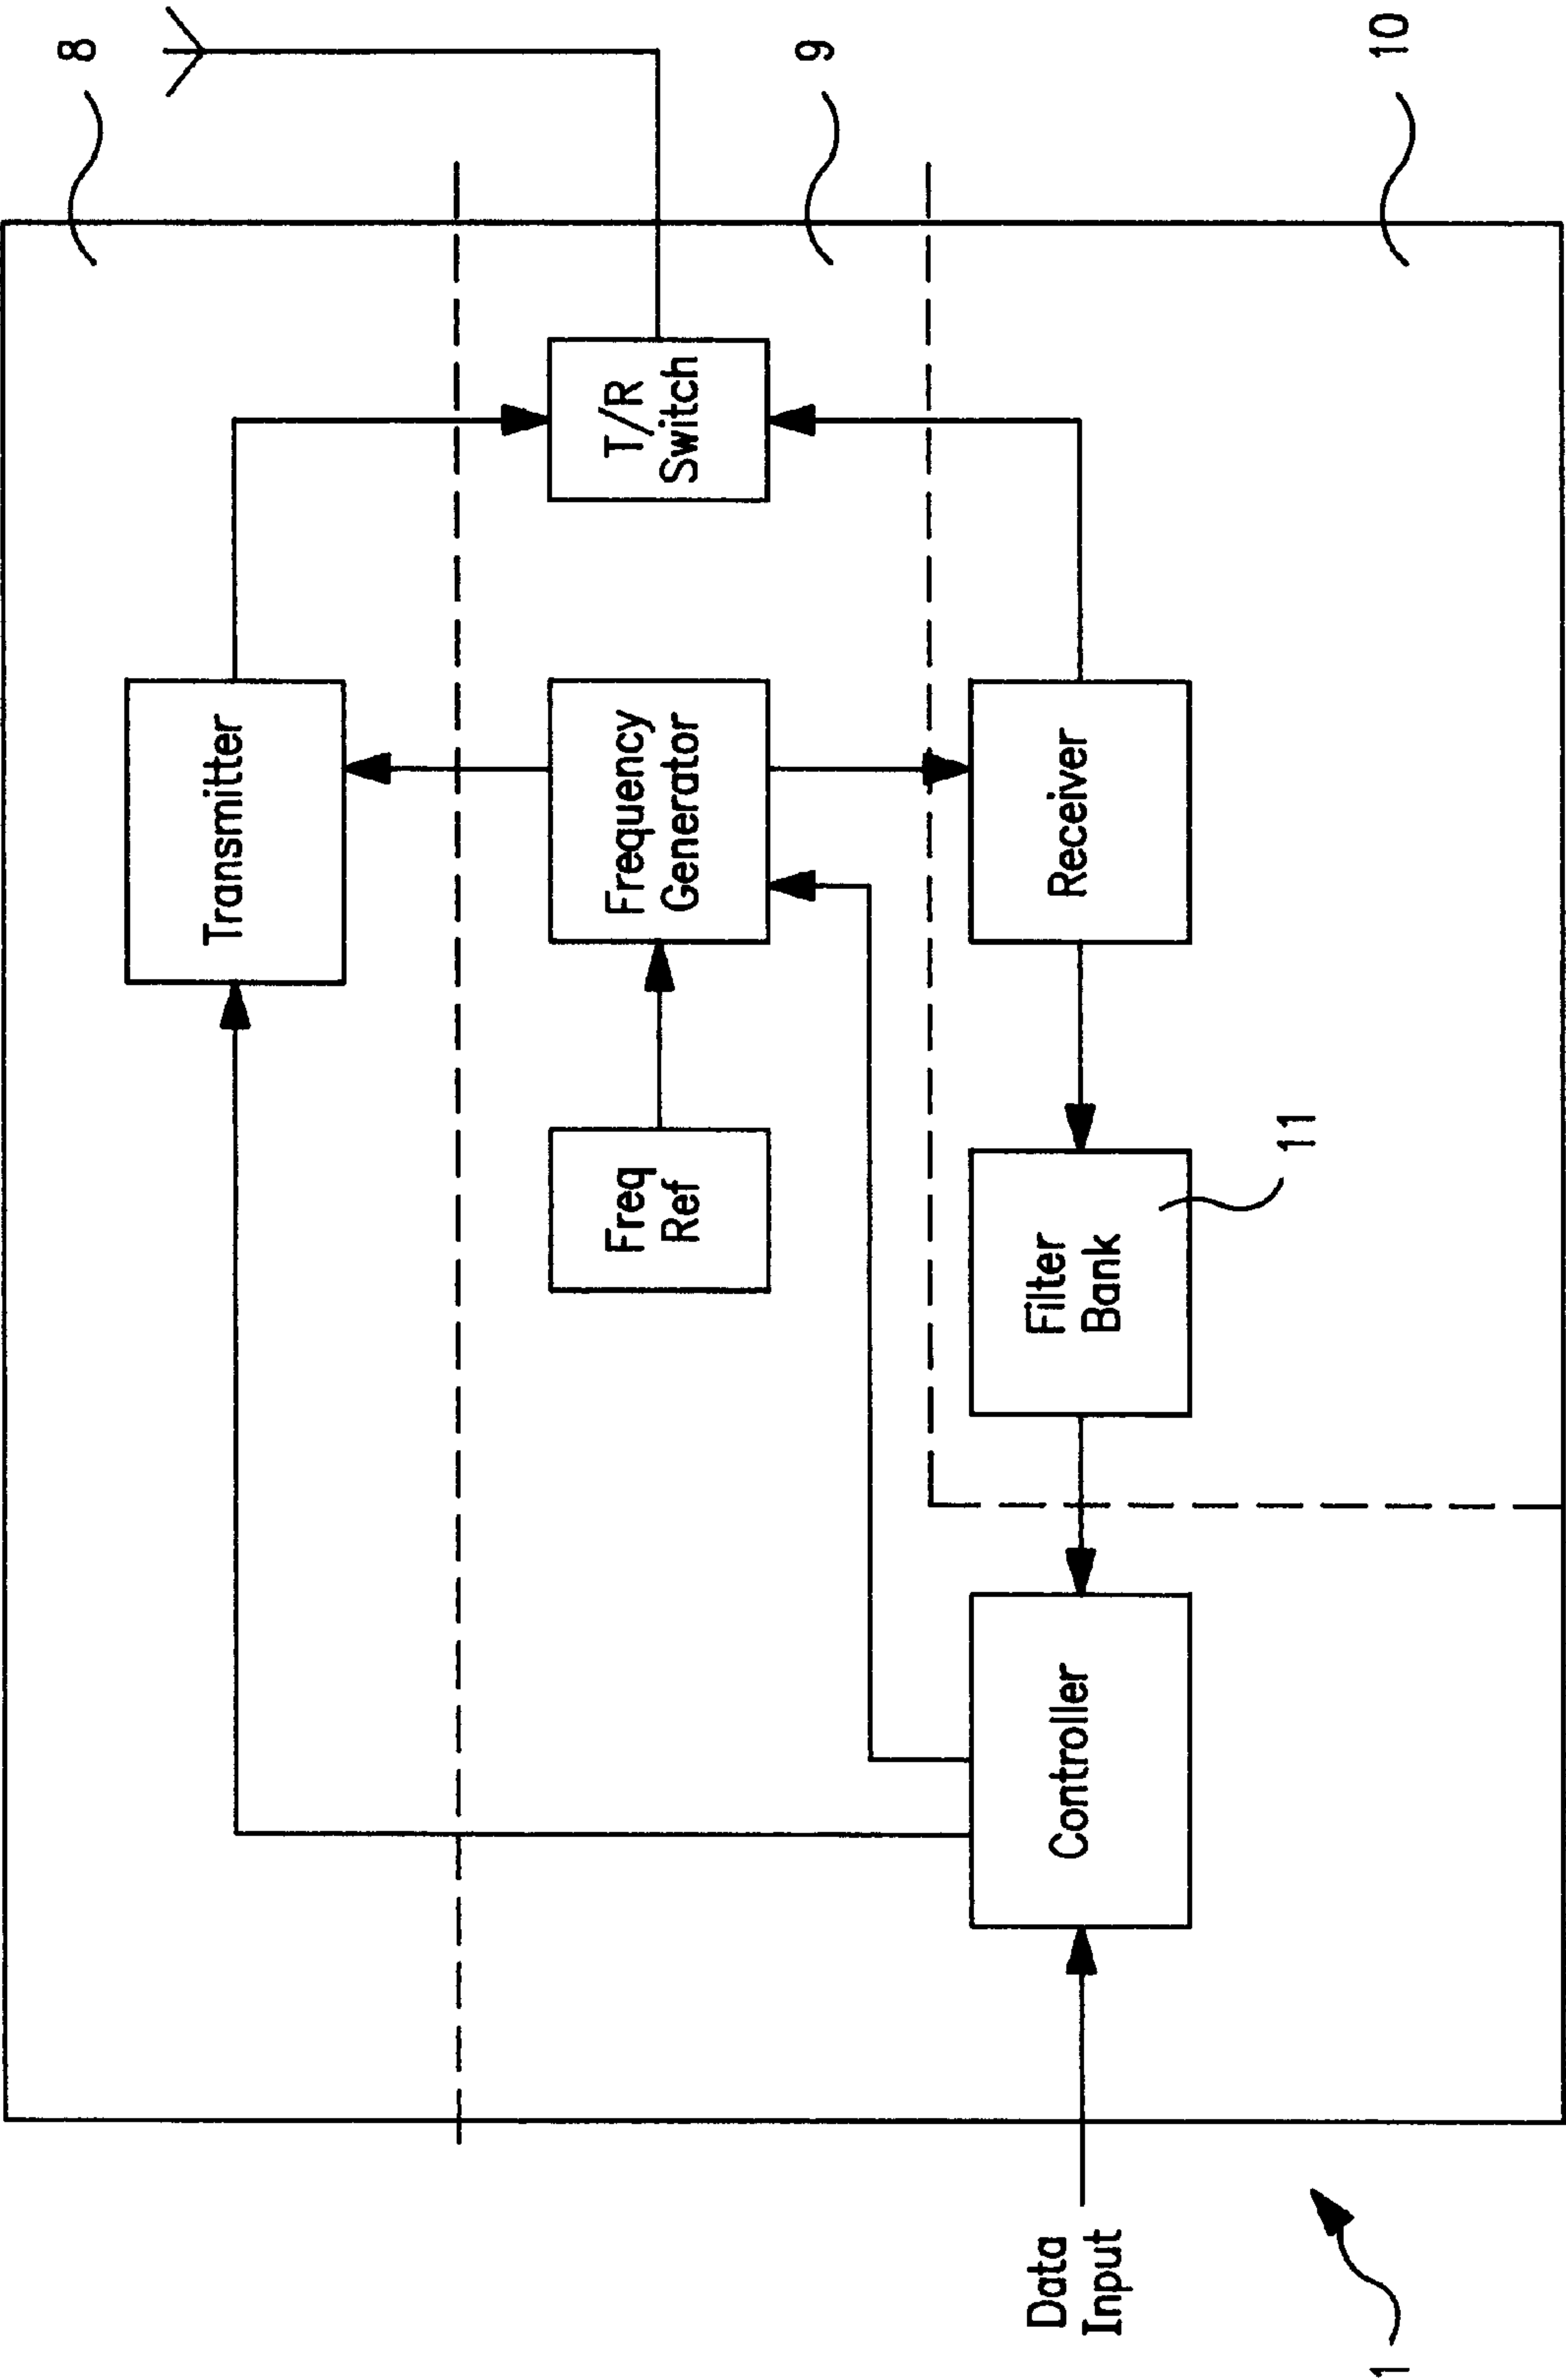 8
9
10
Transmitter
T/R
Switch
Frequency
Generator
Freq
Ref
Receiver
Filter
Bank
11
Controller
Data
Input
1